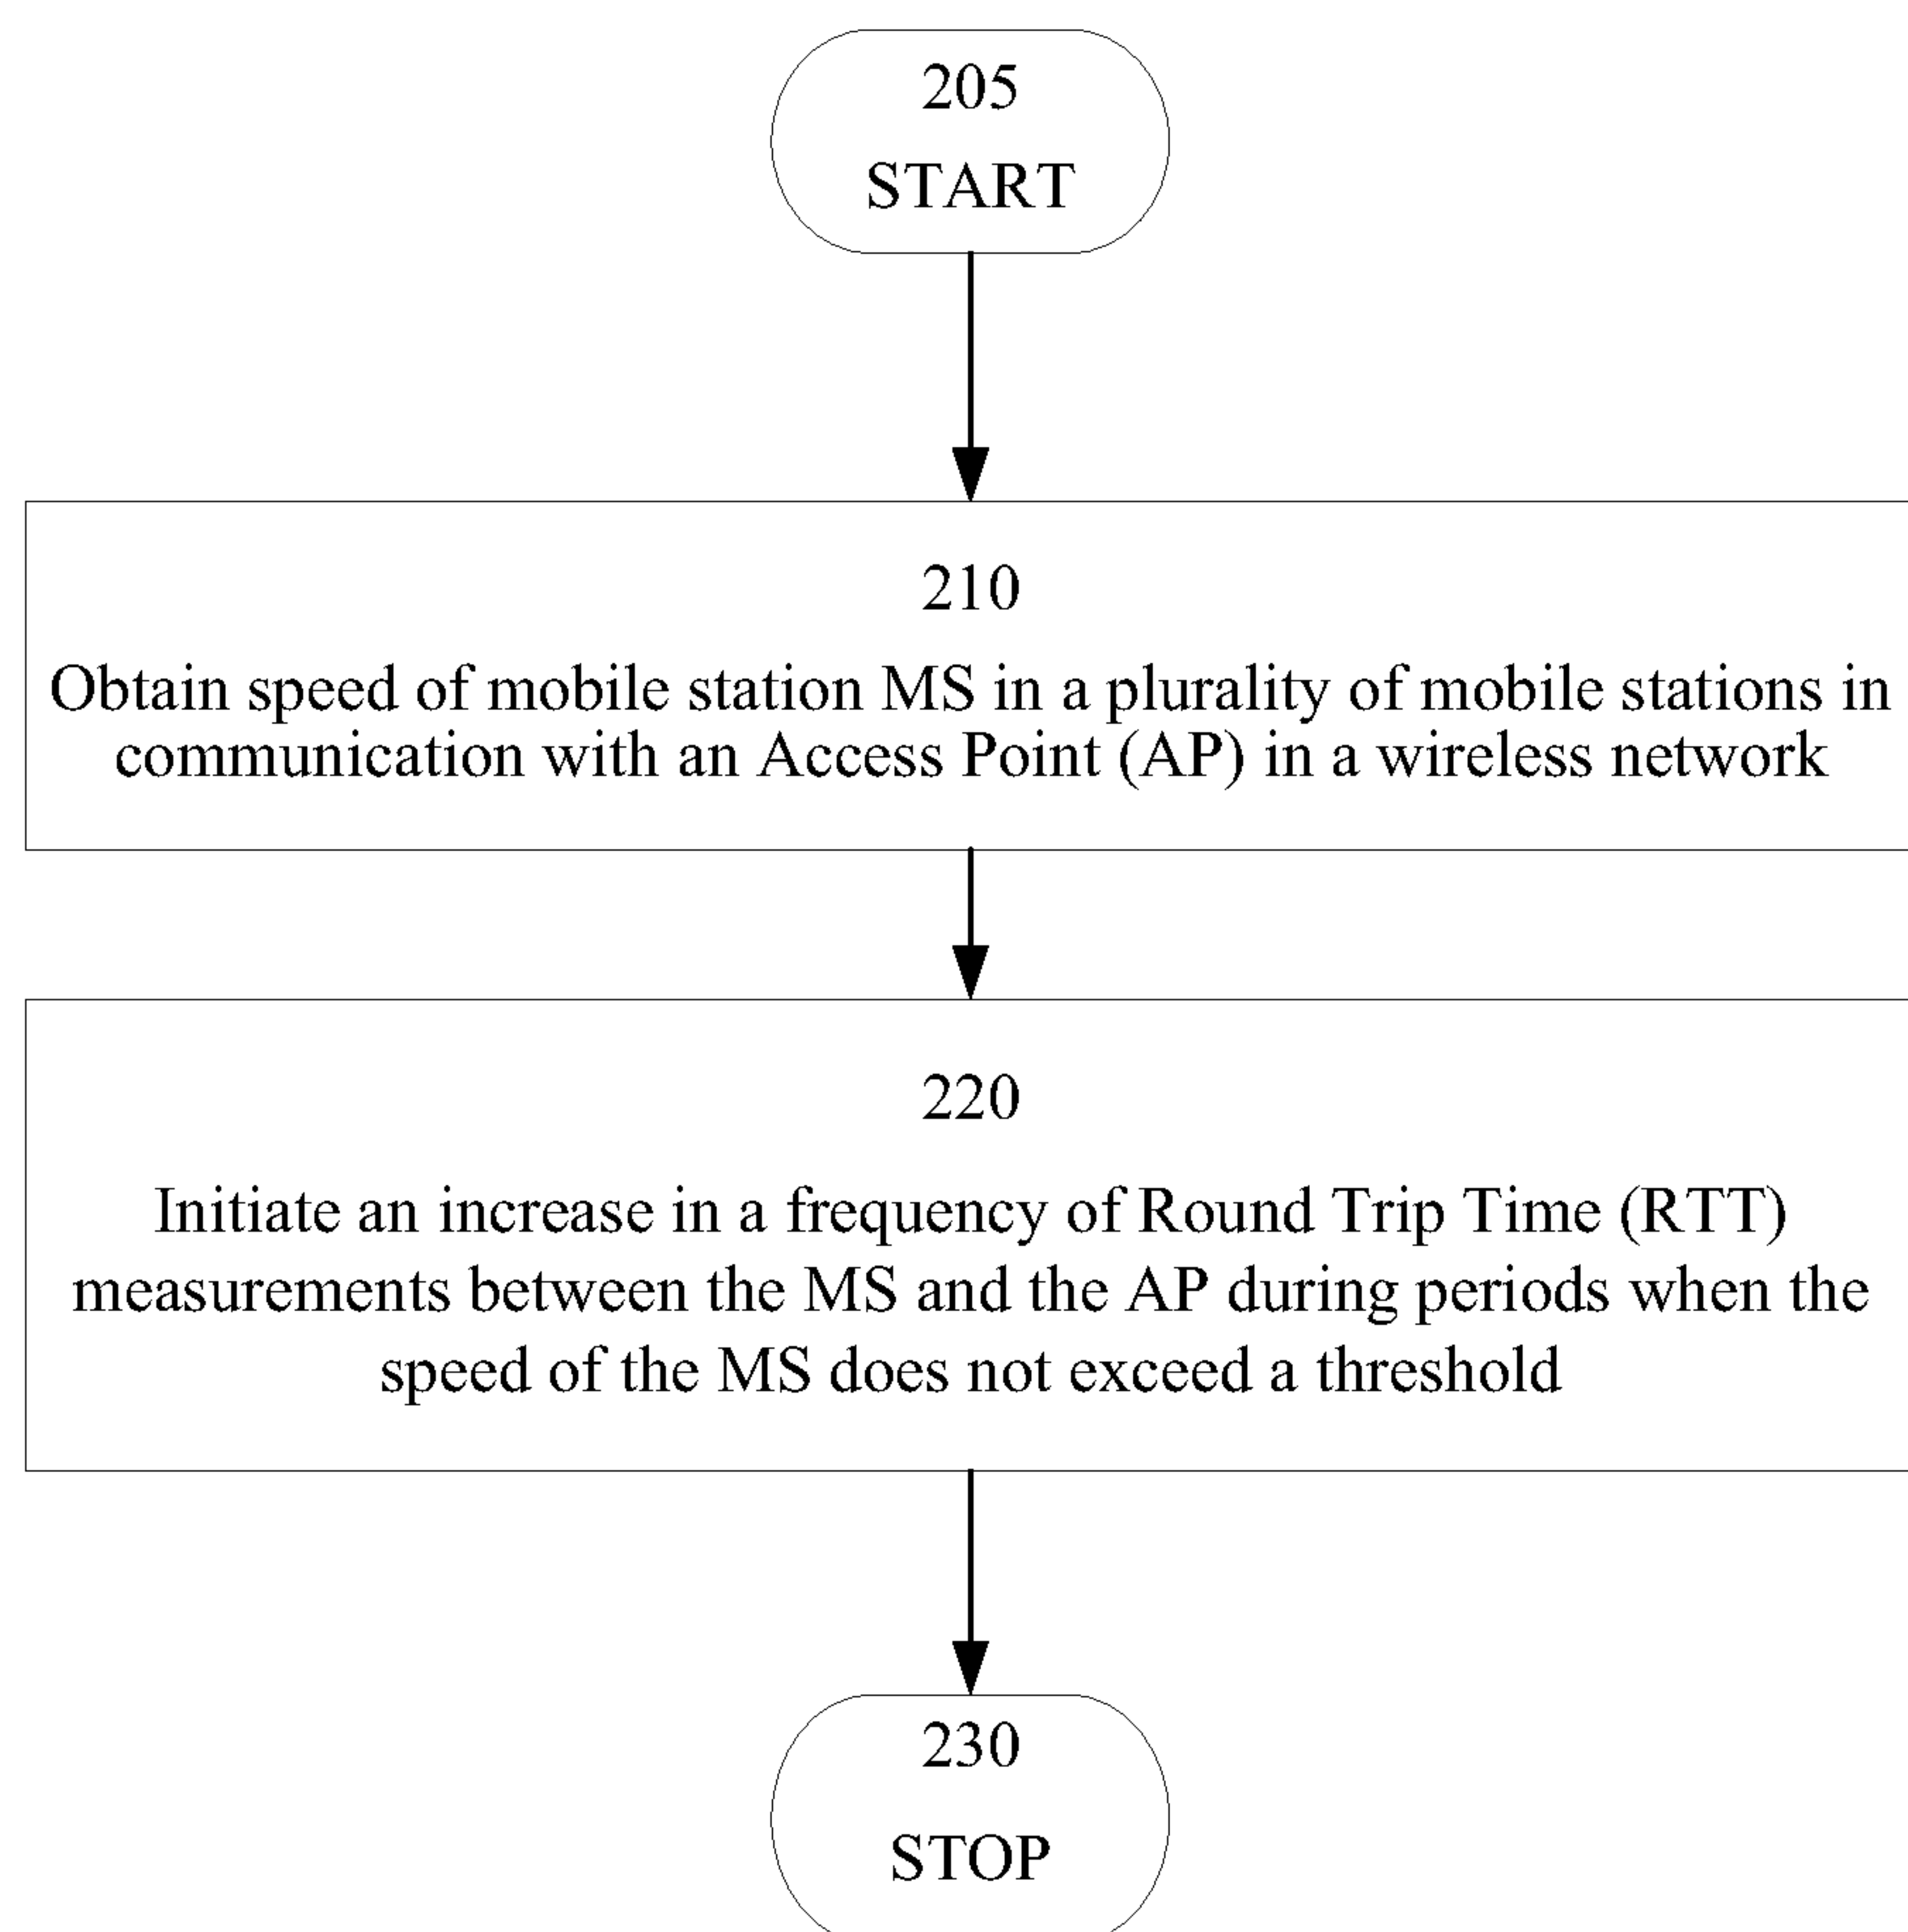 205
START
210
Obtain speed of mobile station MS in a plurality of mobile stations in
communication with an Access Point (AP) in a wireless network
220
Initiate an increase in a frequency of Round Trip Time (RTT)
measurements between the MS and the AP during periods when the
speed of the MS does not exceed a threshold
230
STOP